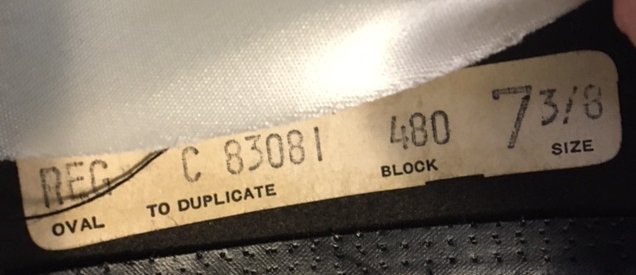 REG C 83081 480 7 3/8
OVAL TO DUPLICATE BLOCK SIZE